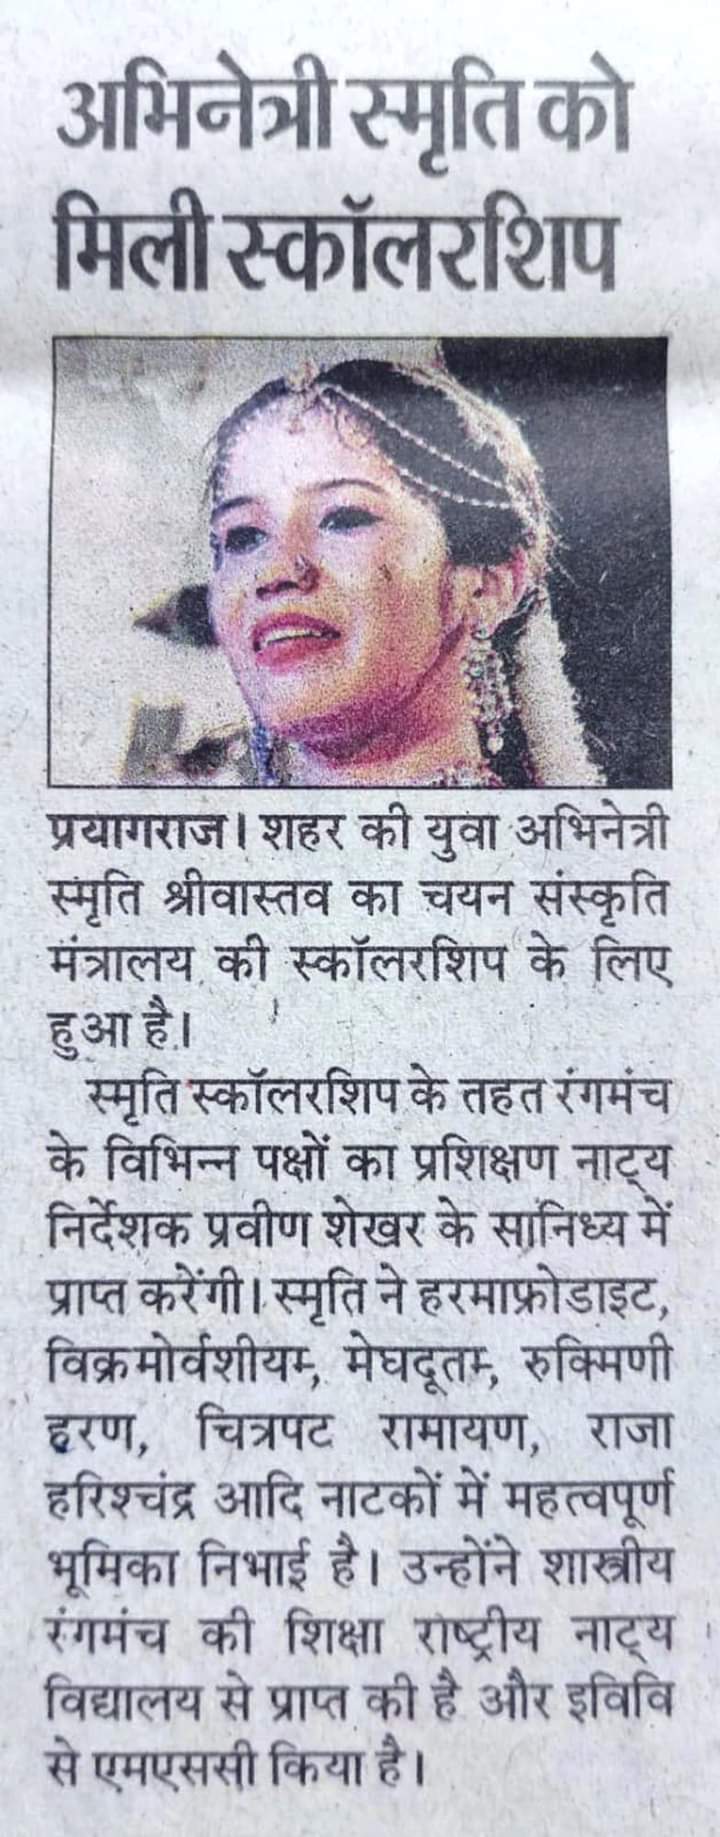 अभिनेत्री स्मृति को
मिली स्कॉलरशिप
प्रयागराज। शहर की युवा अभिनेत्री
स्मृति श्रीवास्तव का चयन संस्कृति
मंत्रालय की स्कॉलरशिप के लिए
हुआ है।
स्मृति स्कॉलरशिप के तहत रंगमंच
के विभिन्न पक्षों का प्रशिक्षण नाट्य
निर्देशक प्रवीण शेखर के सानिध्य में
प्राप्त करेंगी। स्मृति ने हरमाफ्रोडाइट,
विक्रमोर्वशीयम्, मेघदूतम्, रुक्मिणी
हरण, चित्रपट रामायण, राजा
हरिश्चंद्र आदि नाटकों में महत्वपूर्ण
भूमिका निभाई है। उन्होंने शास्त्रीय
रंगमंच की शिक्षा राष्ट्रीय नाट्य
विद्यालय से प्राप्त की है और इविवि
से एमएससी किया है।